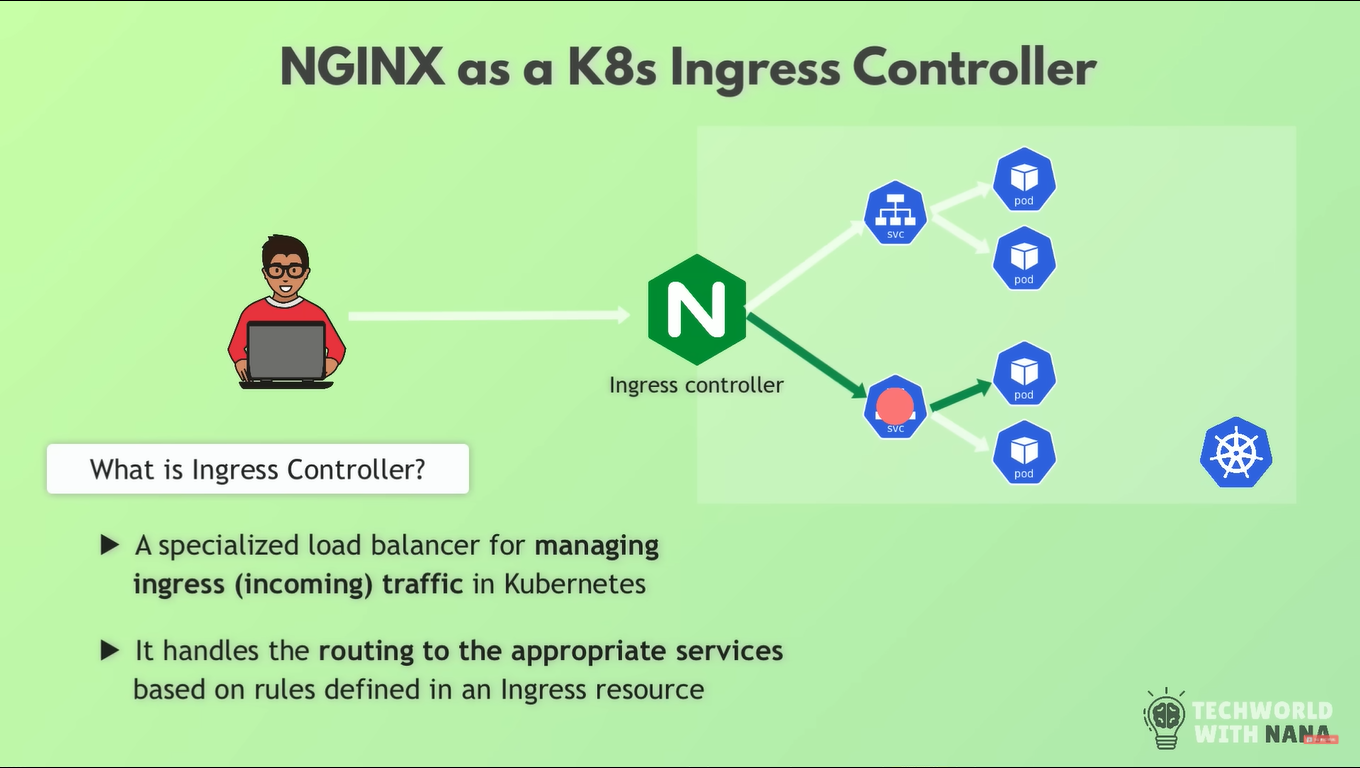 NGINX as a K8s Ingress Controller
pod
svc
pod
Ingress controller
pod
svc
pod
What is Ingress Controller?
A specialized load balancer for managing
ingress (incoming) traffic in Kubernetes
It handles the routing to the appropriate services
based on rules defined in an Ingress resource
TECHWORLD
WITH NANA